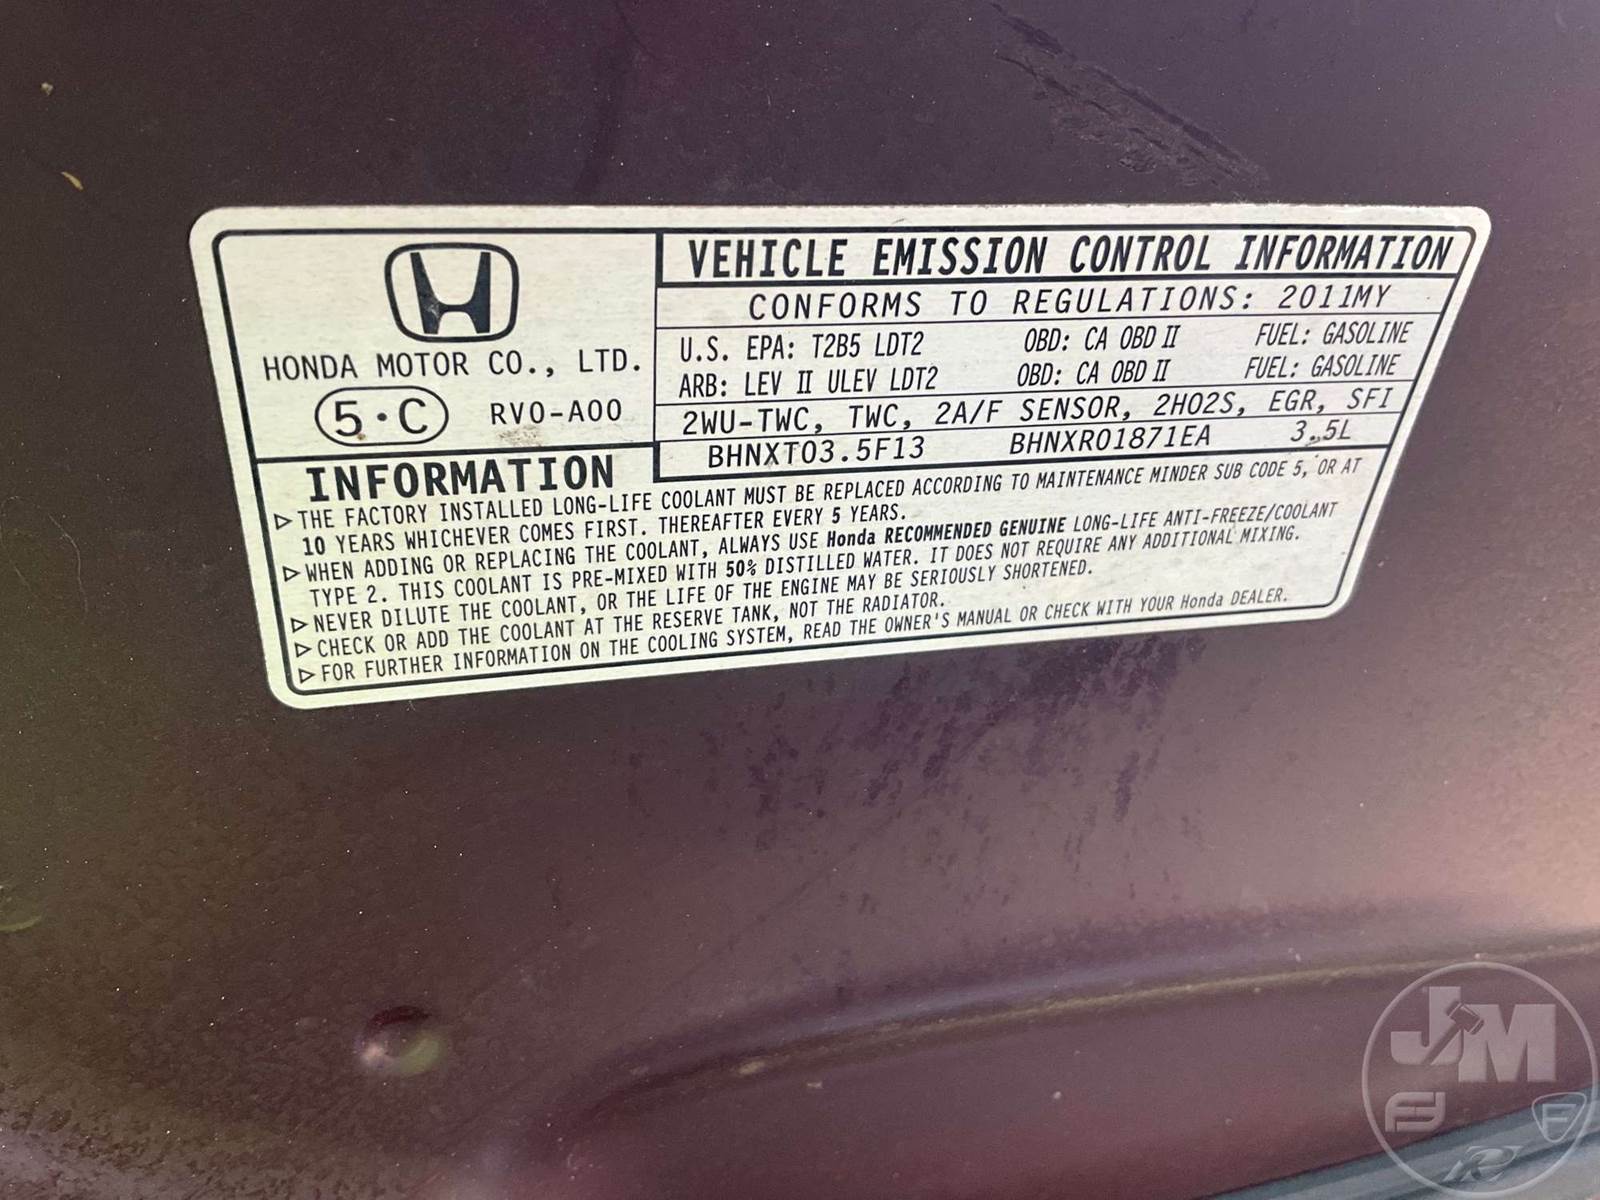 HONDA MOTOR CO., LTD.
5・C RV0-A00
VEHICLE EMISSION CONTROL INFORMATION
CONFORMS TO REGULATIONS: 2011MY
U.S. EPA: T2B5 LDT2 OBD: CA OBD II FUEL: GASOLINE
ARB: LEV II ULEV LDT2 OBD: CA OBD II FUEL: GASOLINE
2WU-TWC, TWC, 2A/F SENSOR, 2HO2S, EGR, SFI
BHNXT03.5F13 BHNXR01871EA 3.5L
INFORMATION
▷ THE FACTORY INSTALLED LONG-LIFE COOLANT MUST BE REPLACED ACCORDING TO MAINTENANCE MINDER SUB CODE 5, OR AT
10 YEARS WHICHEVER COMES FIRST. THEREAFTER EVERY 5 YEARS.
▷ WHEN ADDING OR REPLACING THE COOLANT, ALWAYS USE Honda RECOMMENDED GENUINE LONG-LIFE ANTI-FREEZE/COOLANT
TYPE 2. THIS COOLANT IS PRE-MIXED WITH 50% DISTILLED WATER. IT DOES NOT REQUIRE ANY ADDITIONAL MIXING.
▷ NEVER DILUTE THE COOLANT, OR THE LIFE OF THE ENGINE MAY BE SERIOUSLY SHORTENED.
▷ CHECK OR ADD THE COOLANT AT THE RESERVE TANK, NOT THE RADIATOR.
▷ FOR FURTHER INFORMATION ON THE COOLING SYSTEM, READ THE OWNER'S MANUAL OR CHECK WITH YOUR Honda DEALER.
JM